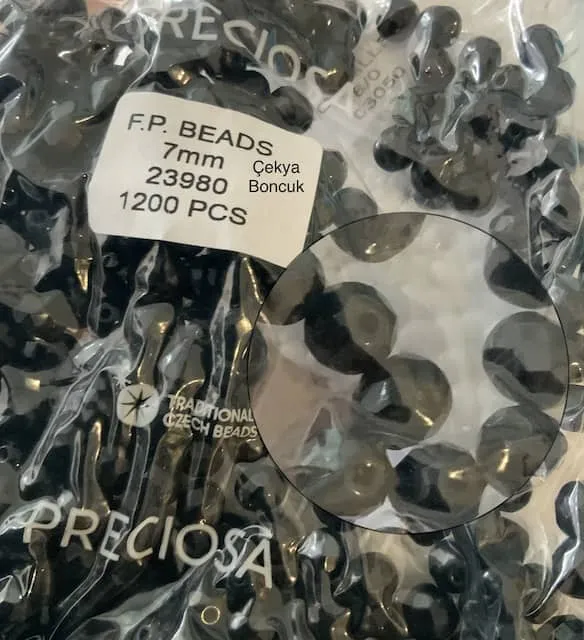 PRECIOSA
F.P. BEADS
7mm
23980
1200 PCS
Çekya
Boncuk
TRADITIONAL
CZECH BEADS
PRECIOSA